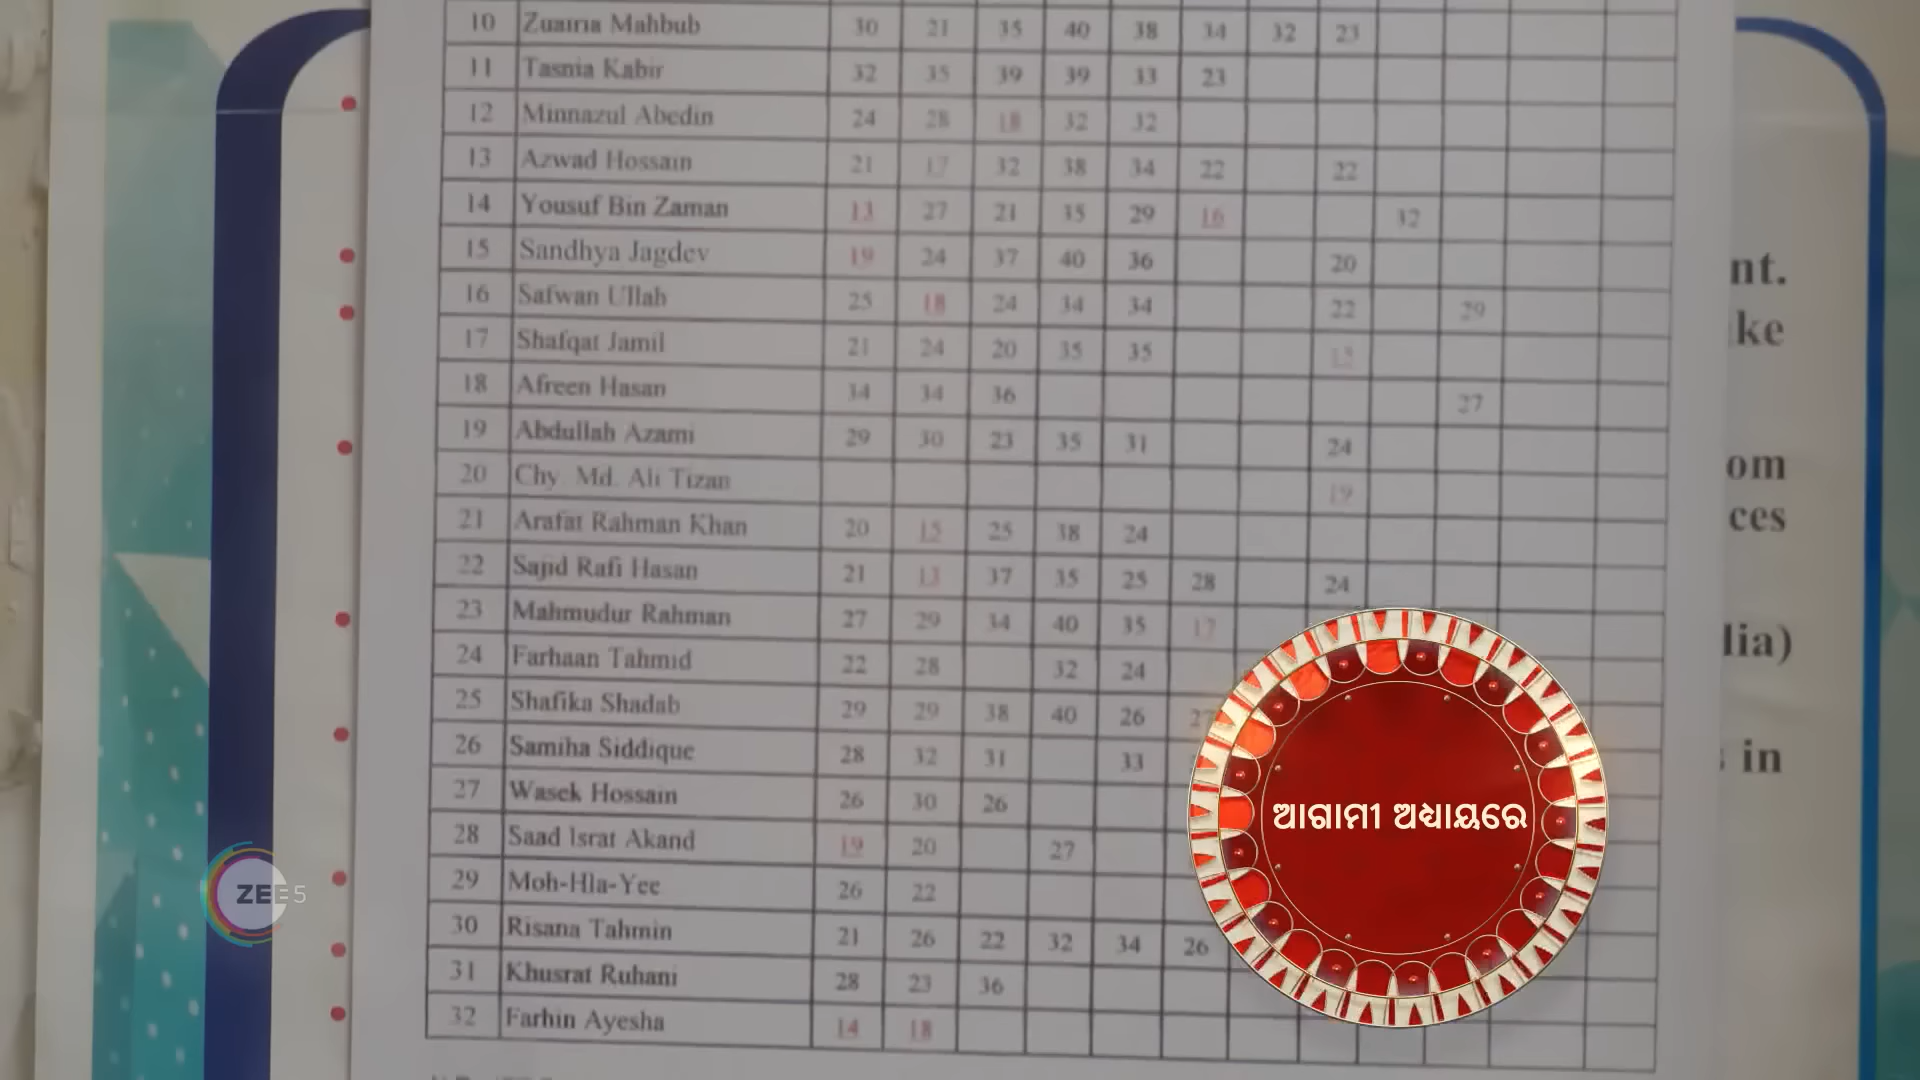 10 Zuairia Mahbub 30 21 35 40 38 34 32 23
11 Tasnia Kabir 32 35 39 39 33 23
12 Minnazul Abedin 24 28 18 32 32
13 Azwad Hossain 21 17 32 38 34 22 22
nt.
14 Yousuf Bin Zaman 13 27 21 35 29 16 32
15 Sandhya Jagdev 19 24 37 40 36 20
ke
16 Safwan Ullah 25 18 24 34 34 22 29
17 Shafqat Jamil 21 24 20 35 35 15
18 Afreen Hasan 34 34 36 27
om
19 Abdullah Azami 29 30 23 35 31 24
20 Chy. Md. Ali Tizan 19
ces
21 Arafat Rahman Khan 20 15 25 38 24
22 Sajid Rafi Hasan 21 13 37 35 25 28 24
23 Mahmudur Rahman 27 29 34 40 35 17
lia)
24 Farhaan Tahmid 22 28 32 24
25 Shafika Shadab 29 29 38 40 26 27
26 Samiha Siddique 28 32 31 33
in
27 Wasek Hossain 26 30 26
28 Saad Israt Akand 19 20 27
29 Moh-Hla-Yee 26 22
30 Risana Tahmin 21 26 22 32 34 26
31 Khusrat Ruhani 28 23 36
32 Farhin Ayesha 14 18
ଆଗାମୀ ଅଧ୍ୟାୟରେ
ZEE5